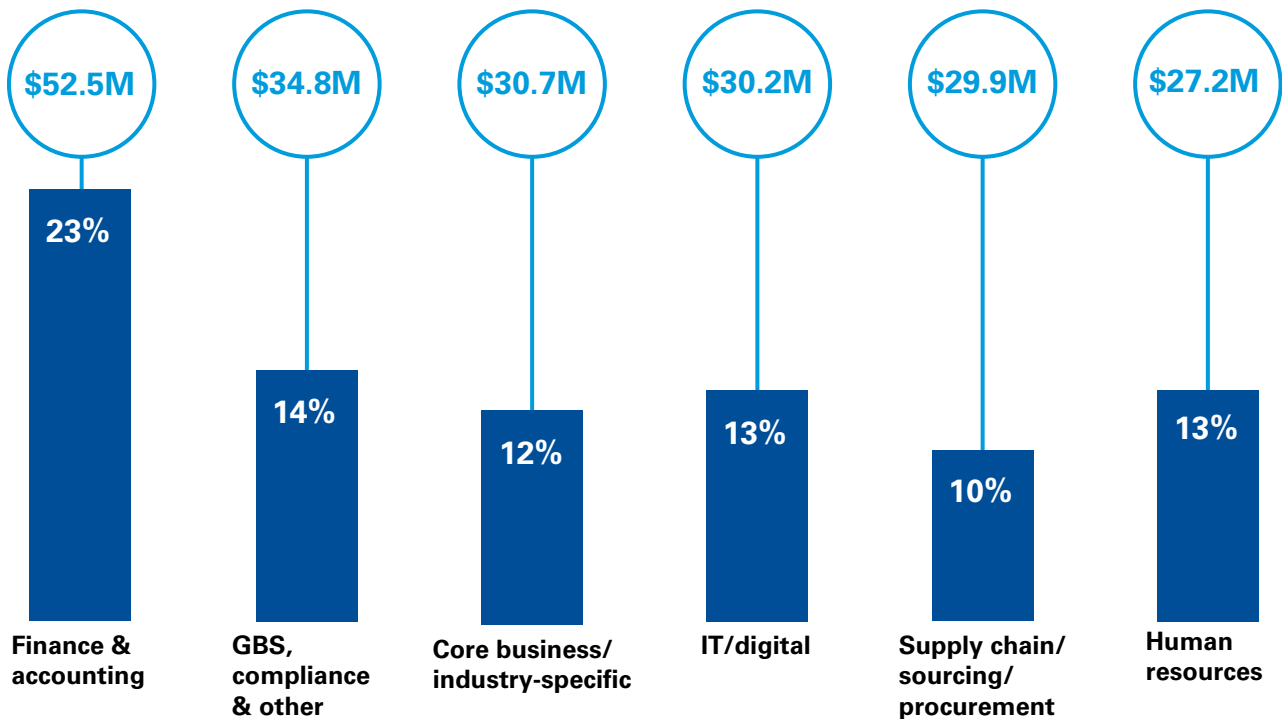 $52.5M
$34.8M
$30.7M
$30.2M
$29.9M
$27.2M
23%
14%
12%
13%
10%
13%
Finance &
accounting
GBS,
compliance
& other
Core business/
industry-specific
IT/digital
Supply chain/
sourcing/
procurement
Human
resources